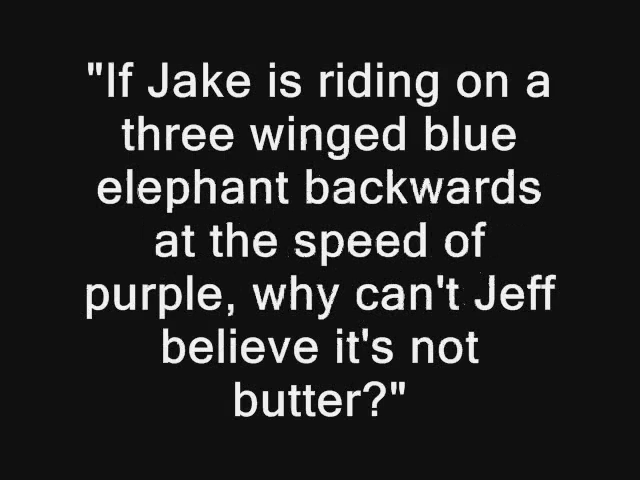 "If Jake is riding on a
three winged blue
elephant backwards
at the speed of
purple, why can't Jeff
believe it's not
butter?"